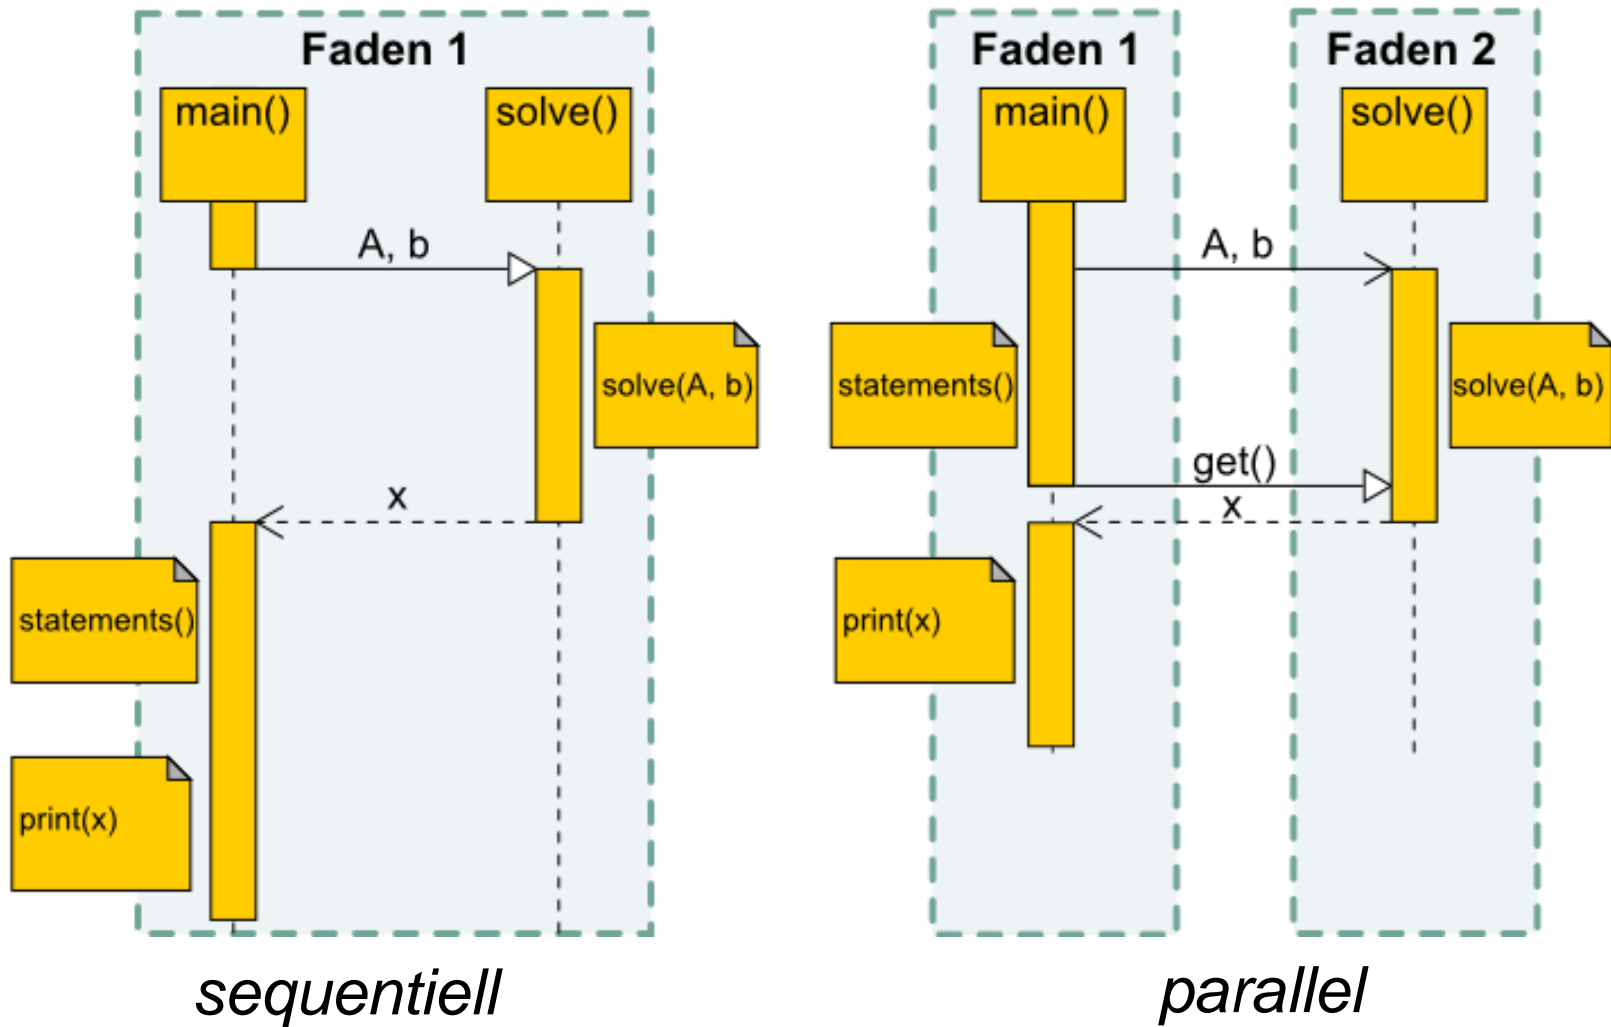 Faden 1
main()
solve()
A, b
solve(A, b)
x
statements()
print(x)
sequentiell
Faden 1
Faden 2
main()
solve()
A, b
statements()
solve(A, b)
get()
x
print(x)
parallel